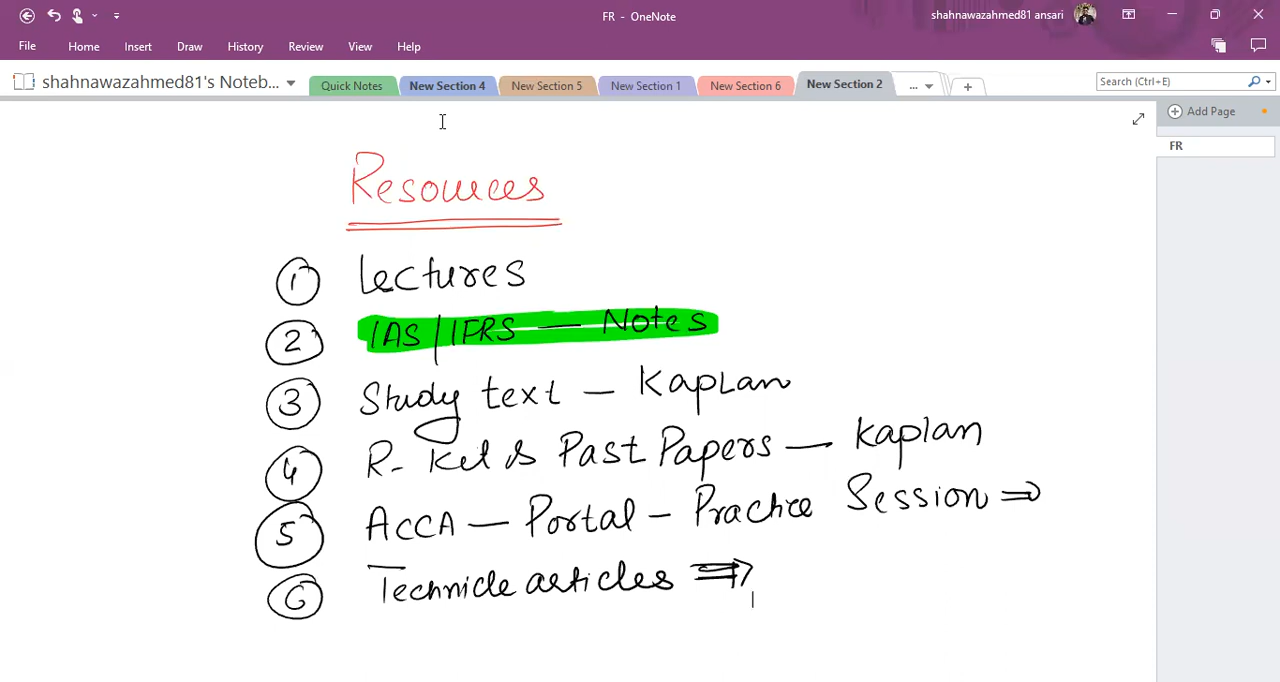 FR - OneNote
shahnawazahmed81 ansari
File Home Insert Draw History Review View Help
shahnawazahmed81's Noteb...
Quick Notes New Section 4 New Section 5 New Section 1 New Section 6 New Section 2 ...
Search (Ctrl+E)
Add Page
FR
Resources
1 Lectures
2 IAS/IFRS — Notes
3 Study text — Kaplan
4 R- Kit & Past Papers — Kaplan
5 ACCA — Portal — Practice Session ⇒
6 Technicle articles ⇒